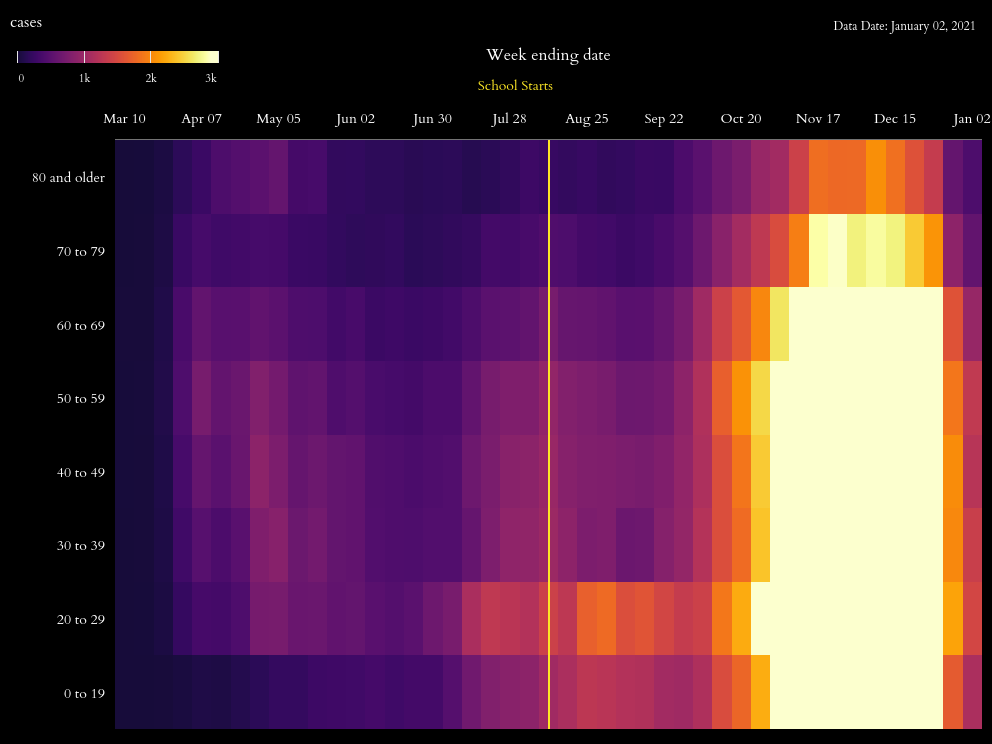 cases
Data Date: January 02, 2021
0 1k 2k 3k
Week ending date
School Starts
Mar 10 Apr 07 May 05 Jun 02 Jun 30 Jul 28 Aug 25 Sep 22 Oct 20 Nov 17 Dec 15 Jan 02
80 and older
70 to 79
60 to 69
50 to 59
40 to 49
30 to 39
20 to 29
0 to 19